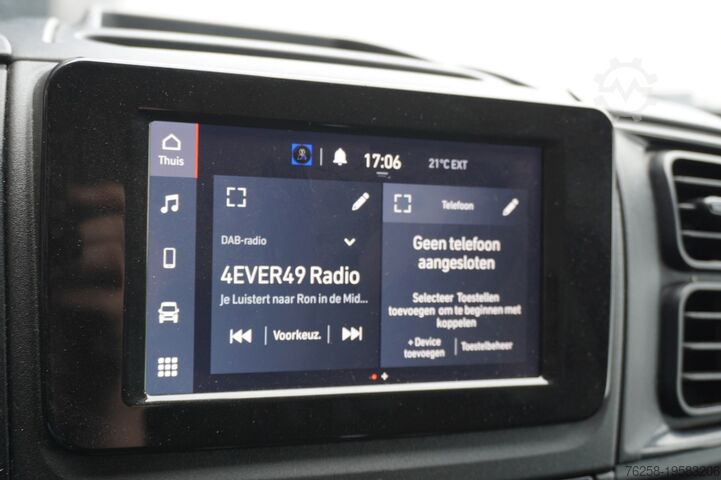 Thuis
17:06
21°C EXT
DAB-radio
4EVER49 Radio
Je Luistert naar Ron in de Mid...
Voorkeuz.
Telefoon
Geen telefoon
aangesloten
Selecteer Toestellen
toevoegen om te beginnen met
koppelen
+ Device
toevoegen
Toestelbeheer
76258-19583206